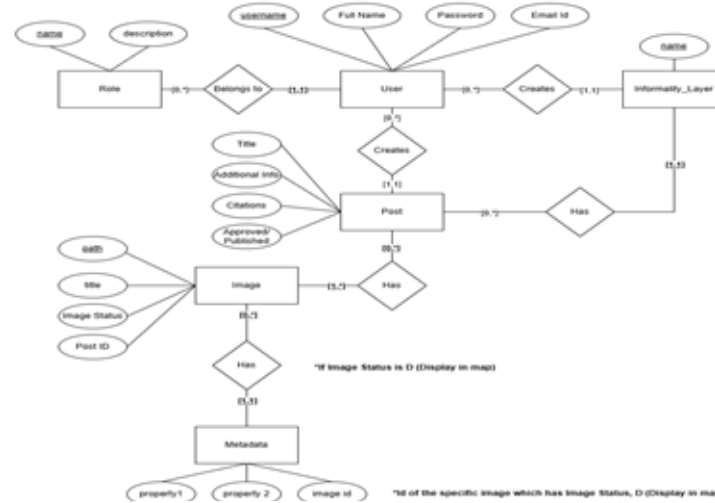 name
description
username
Full Name
Password
Email Id
name
Role
[0,*]
Belongs to
[1,1]
User
[0,*]
Creates
[1,1]
Informality_Layer
[0,*]
Creates
[1,1]
[1,1]
Title
Additional Info
Citations
Approved/
Published
Post
[0,*]
Has
[0,*]
path
title
Image Status
Post ID
Image
[1,*]
Has
[0,*]
Has
*If Image Status is D (Display in map)
[1,1]
Metadata
property1
property 2
image id
*Id of the specific image which has Image Status, D (Display in ma